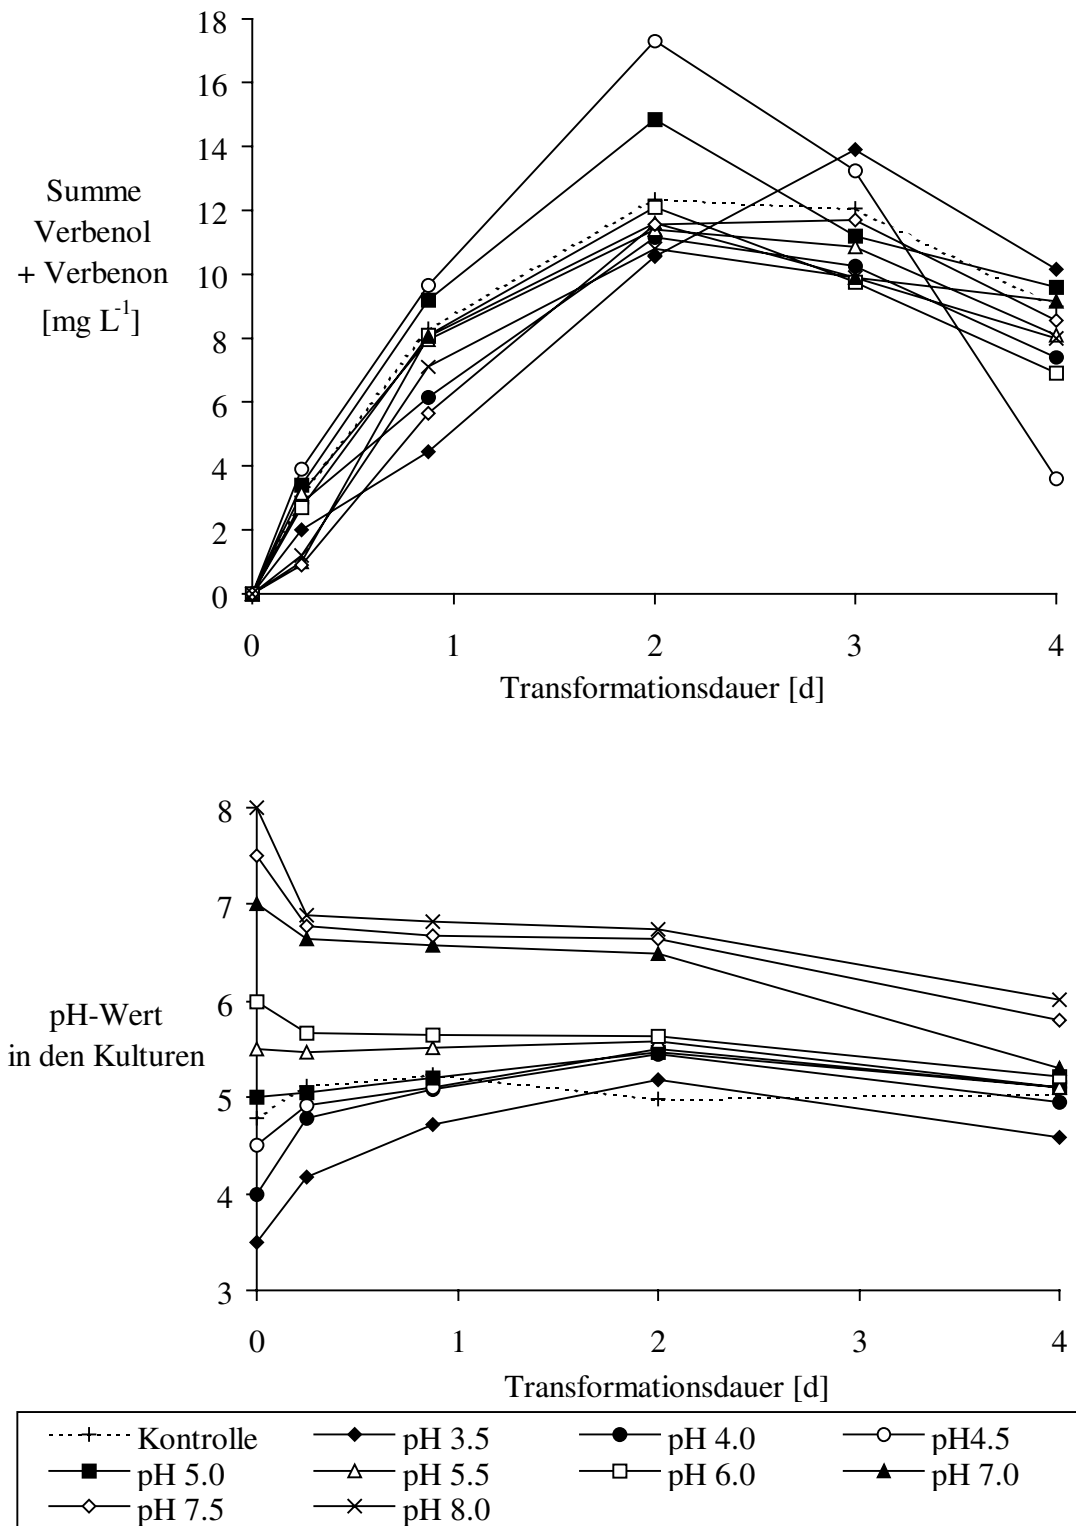 18
16
14
12
10
8
6
4
2
0
Summe
Verbenol
+ Verbenon
[mg L-1]
0 1 2 3 4
Transformationsdauer [d]
8
7
6
5
4
3
pH-Wert
in den Kulturen
0 1 2 3 4
Transformationsdauer [d]
Kontrolle pH 3.5 pH 4.0 pH4.5
pH 5.0 pH 5.5 pH 6.0 pH 7.0
pH 7.5 pH 8.0